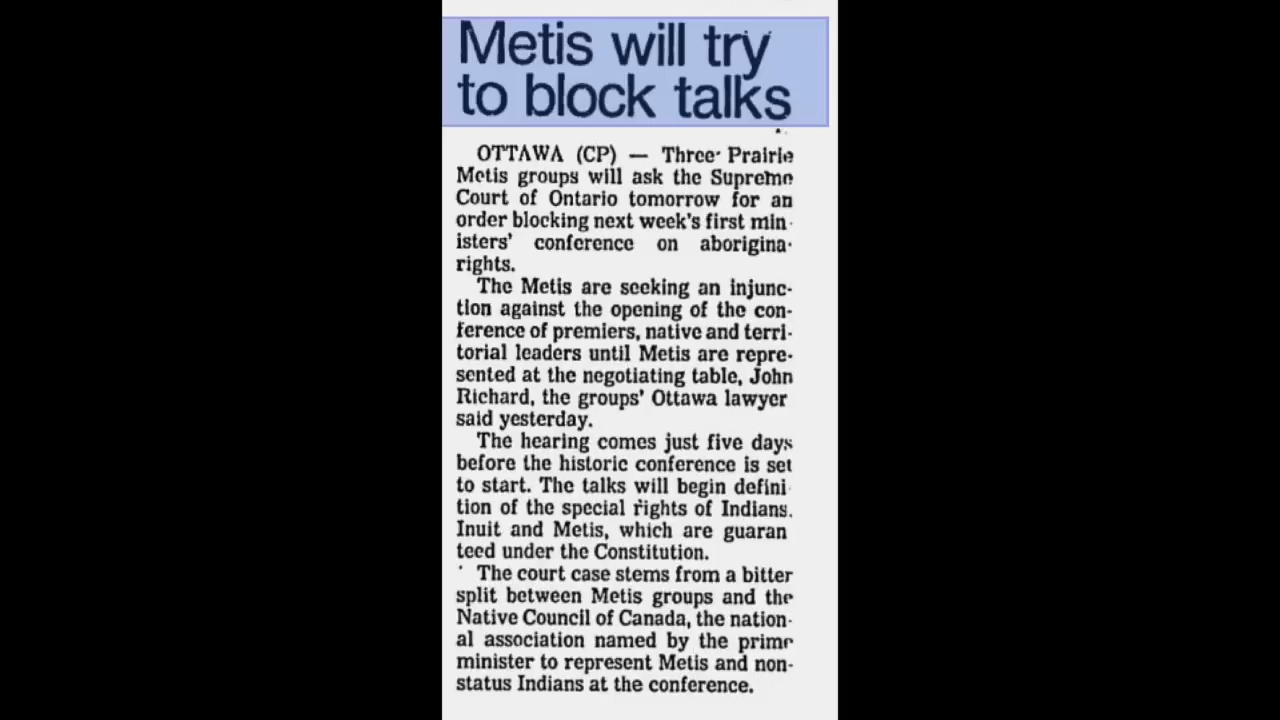 Metis will try
to block talks
OTTAWA (CP) — Three Prairie
Metis groups will ask the Supreme
Court of Ontario tomorrow for an
order blocking next week's first min-
isters' conference on aborigina-
rights.
The Metis are seeking an injunc-
tion against the opening of the con-
ference of premiers, native and terri-
torial leaders until Metis are repre-
sented at the negotiating table, John
Richard, the groups' Ottawa lawyer
said yesterday.
The hearing comes just five days
before the historic conference is set
to start. The talks will begin defini-
tion of the special rights of Indians.
Inuit and Metis, which are guaran
teed under the Constitution.
The court case stems from a bitter
split between Metis groups and the
Native Council of Canada, the nation-
al association named by the prime
minister to represent Metis and non-
status Indians at the conference.